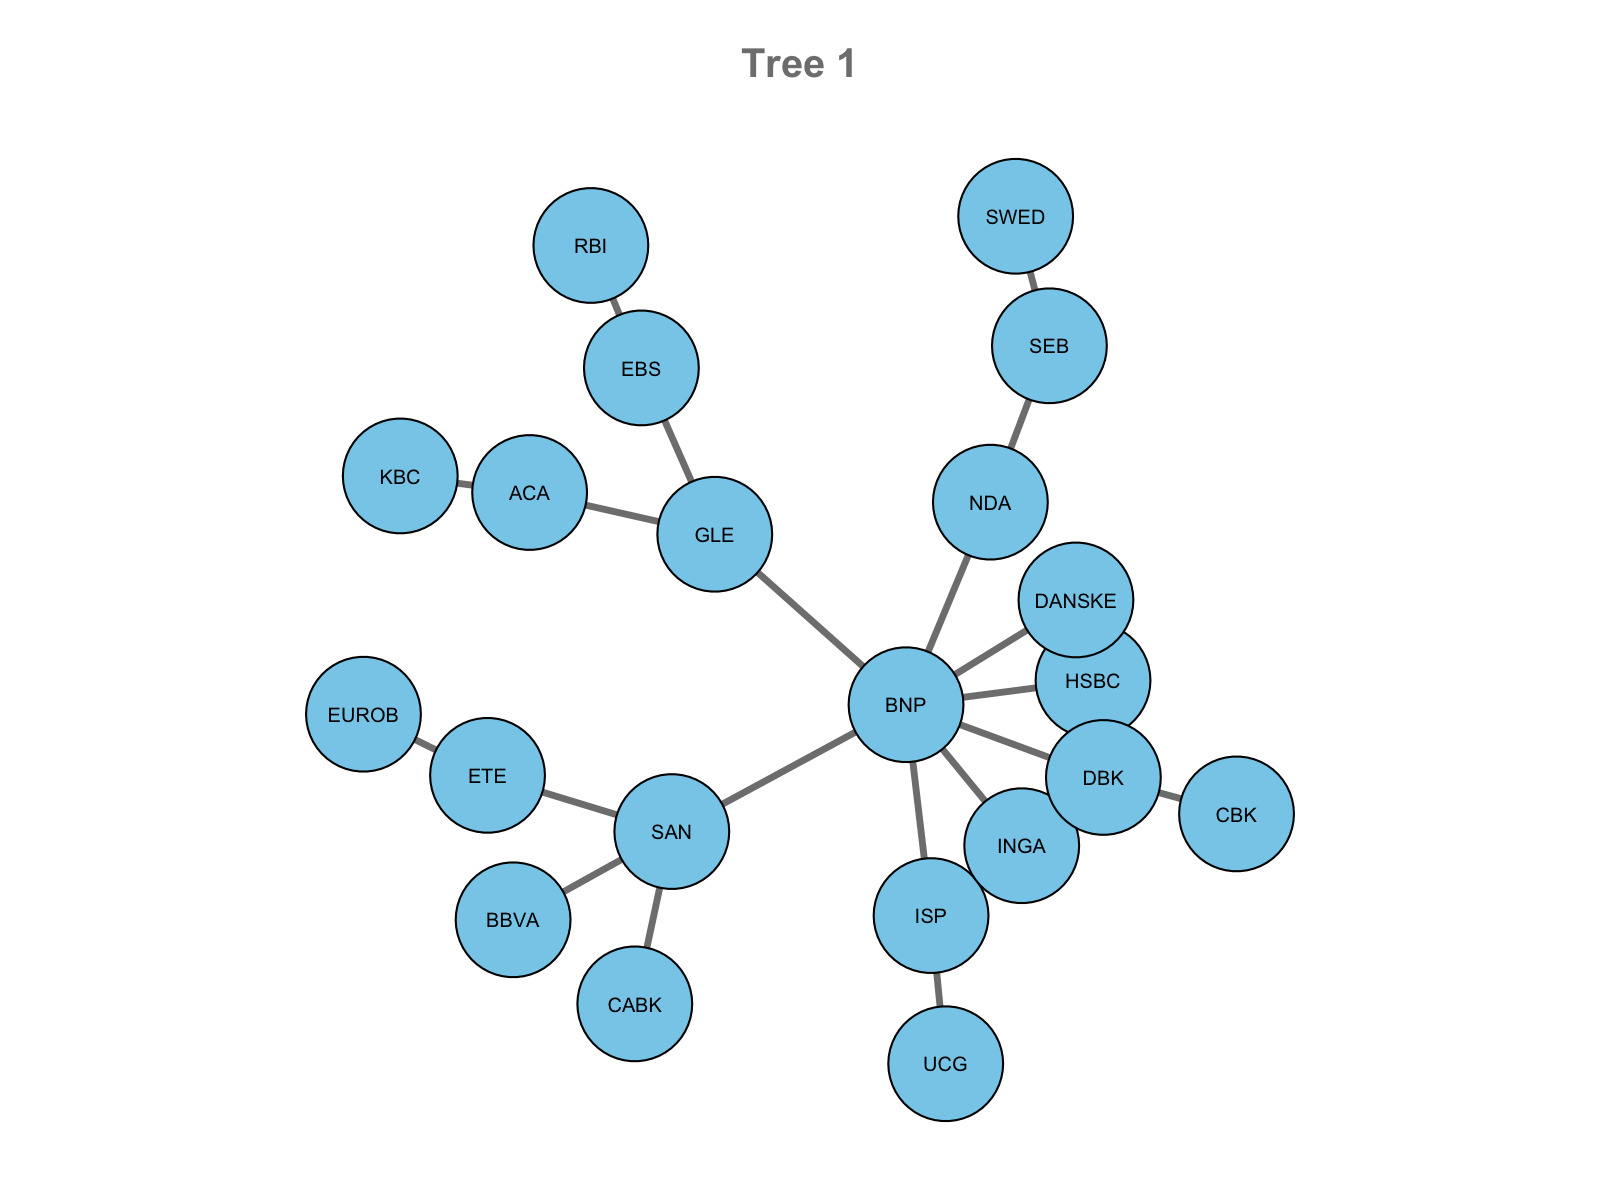 Tree 1
SWED
RBI
SEB
EBS
KBC
ACA
NDA
GLE
DANSKE
HSBC
BNP
EUROB
ETE
DBK
CBK
SAN
INGA
BBVA
ISP
CABK
UCG